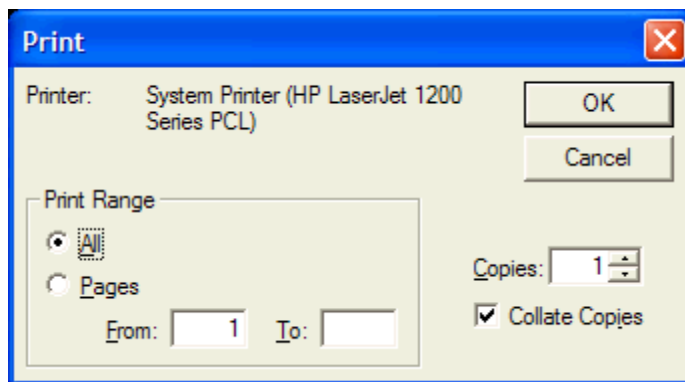 Print
Printer: System Printer (HP LaserJet 1200
Series PCL)
OK
Cancel
Print Range
All
Pages
From: 1 To:
Copies: 1
Collate Copies